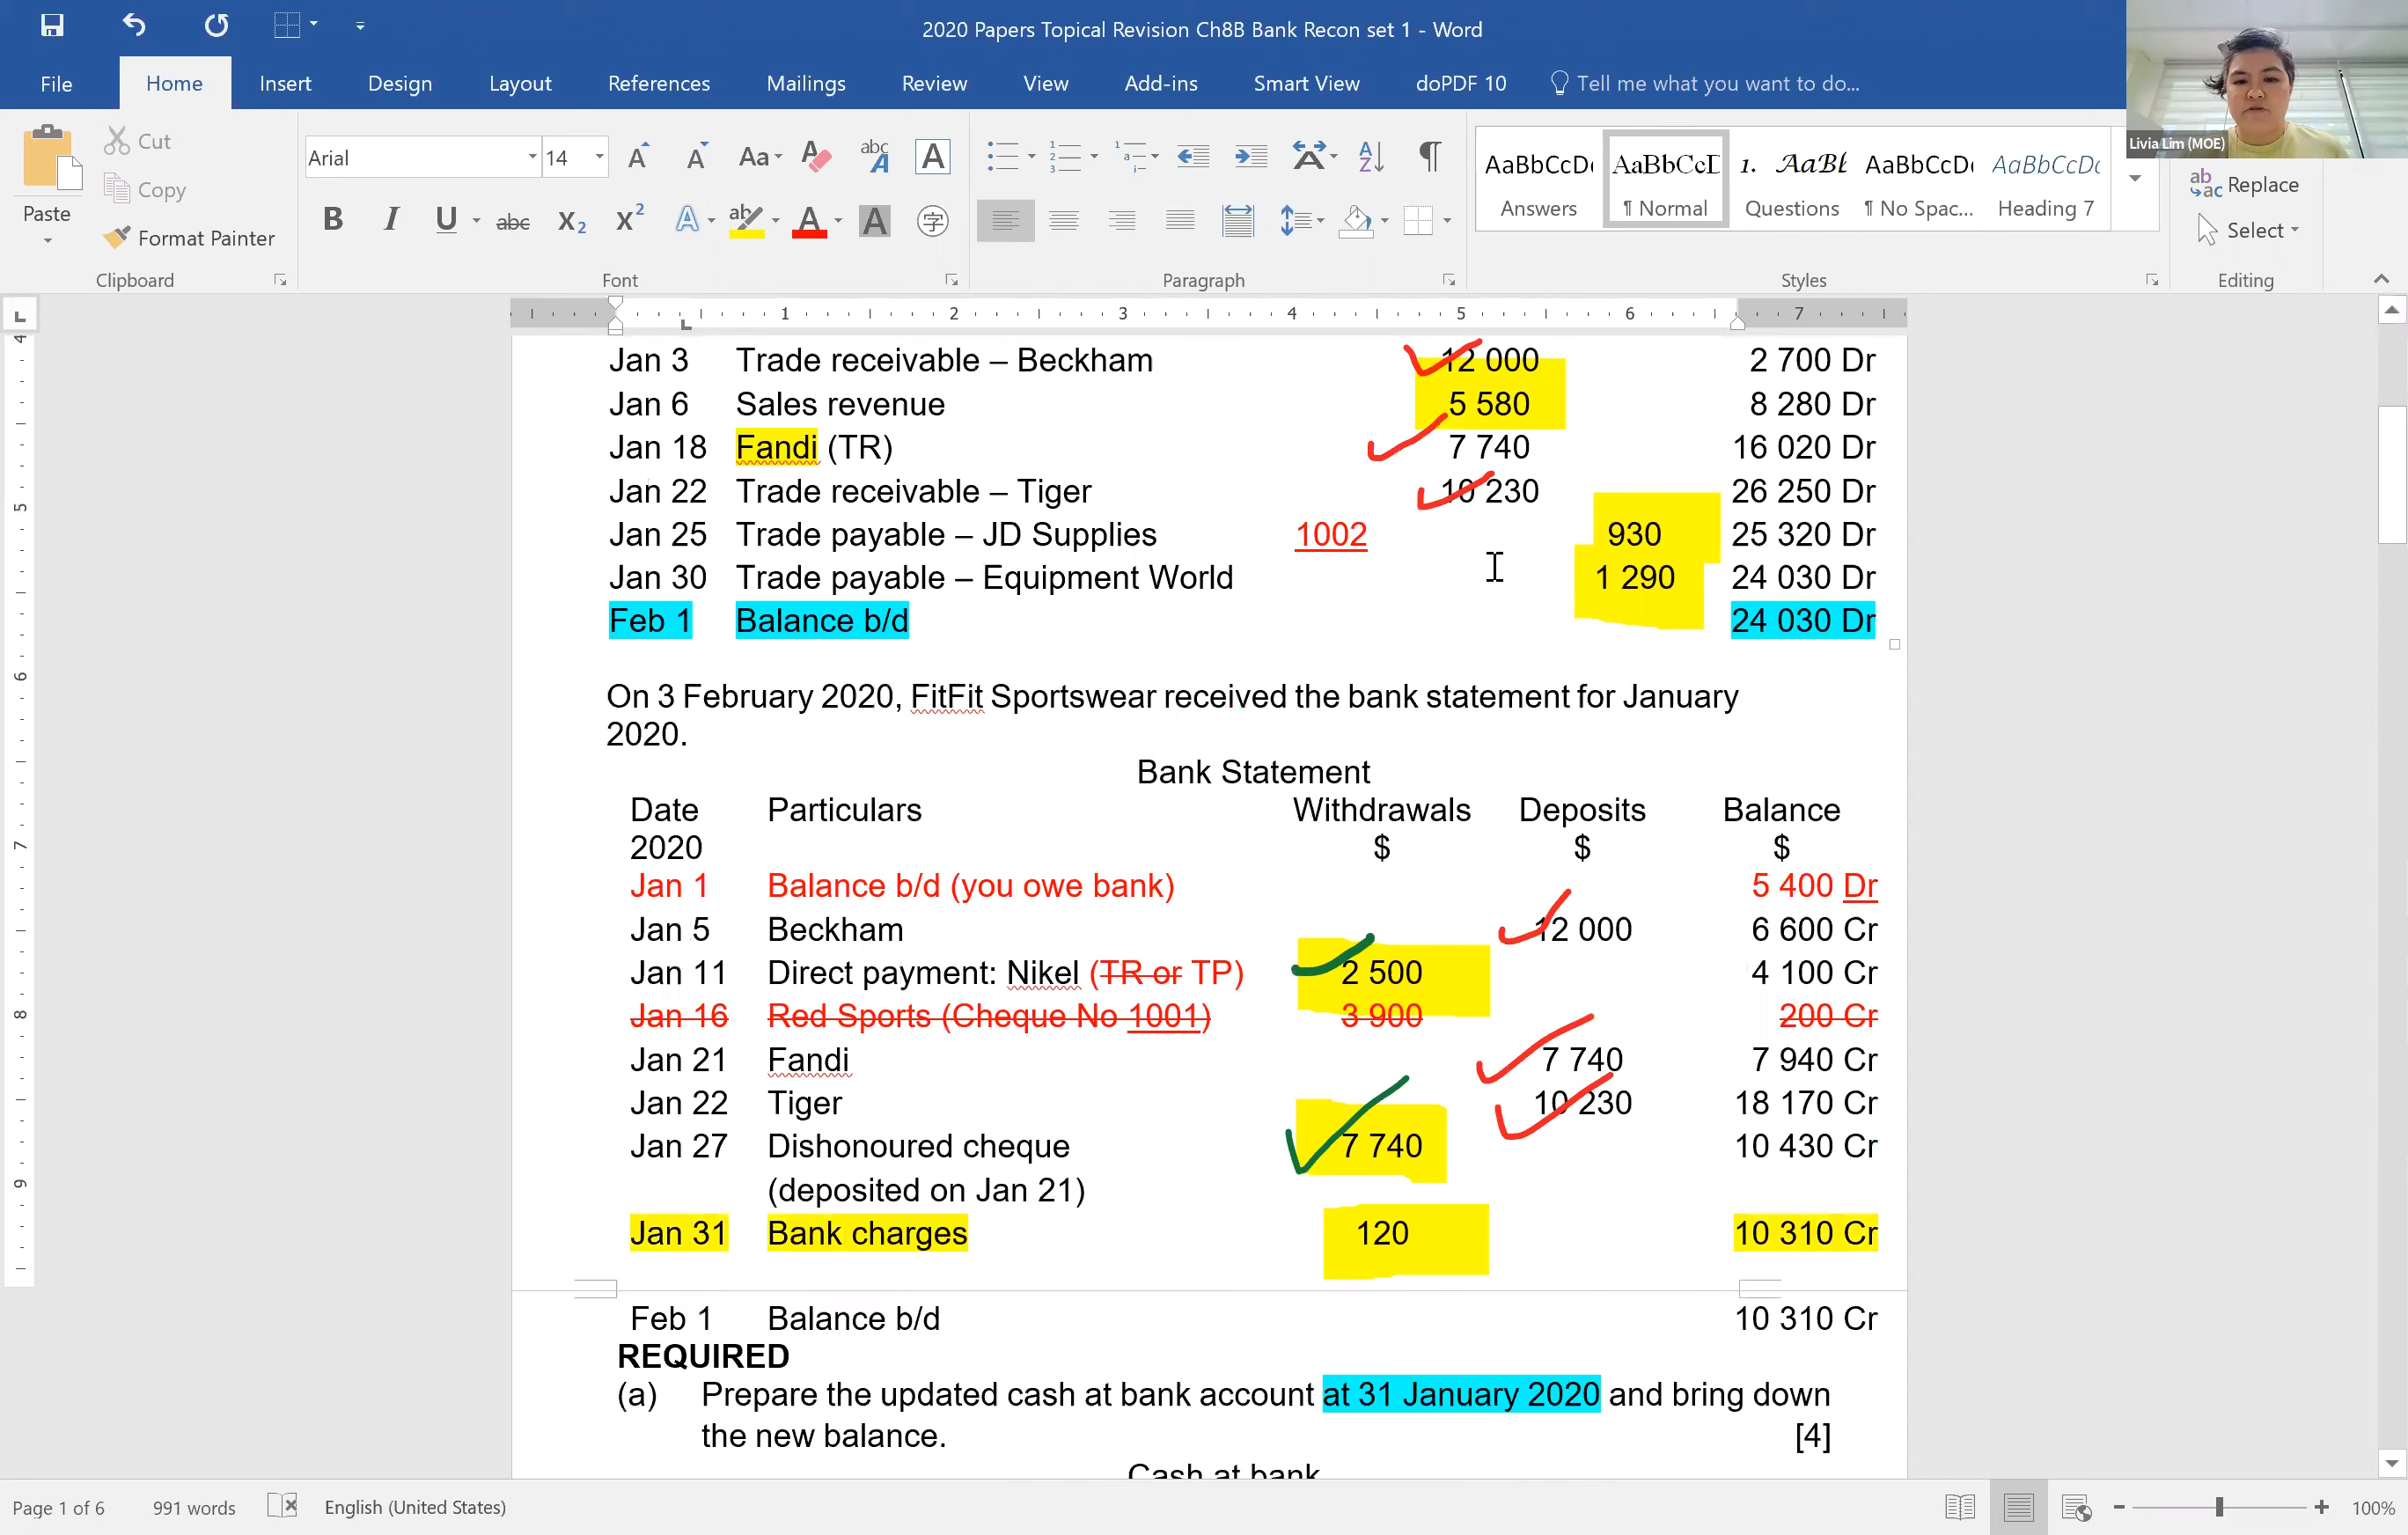 2020 Papers Topical Revision Ch8B Bank Recon set 1 - Word
File Home Insert Design Layout References Mailings Review View Add-ins Smart View doPDF 10 Tell me what you want to do...
Livia Lim (MOE)
Paste Cut Copy Format Painter
Arial 14
AaBbCcD AaBbCcD 1. AaBb AaBbCcD AaBbCcD
Answers ¶ Normal Questions ¶ No Spac... Heading 7
Replace
Select
Clipboard Font Paragraph Styles Editing
1 2 3 4 5 6 7
Jan 3 Trade receivable – Beckham 12 000 2 700 Dr
Jan 6 Sales revenue 5 580 8 280 Dr
Jan 18 Fandi (TR) 7 740 16 020 Dr
Jan 22 Trade receivable – Tiger 10 230 26 250 Dr
Jan 25 Trade payable – JD Supplies 1002 930 25 320 Dr
Jan 30 Trade payable – Equipment World 1 290 24 030 Dr
Feb 1 Balance b/d 24 030 Dr
On 3 February 2020, FitFit Sportswear received the bank statement for January
2020.
Bank Statement
Date Particulars Withdrawals Deposits Balance
2020 $ $ $
Jan 1 Balance b/d (you owe bank) 5 400 Dr
Jan 5 Beckham 12 000 6 600 Cr
Jan 11 Direct payment: Nikel (TR or TP) 2 500 4 100 Cr
Jan 16 Red Sports (Cheque No 1001) 3 900 200 Cr
Jan 21 Fandi 7 740 7 940 Cr
Jan 22 Tiger 10 230 18 170 Cr
Jan 27 Dishonoured cheque 7 740 10 430 Cr
(deposited on Jan 21)
Jan 31 Bank charges 120 10 310 Cr
Feb 1 Balance b/d 10 310 Cr
REQUIRED
(a) Prepare the updated cash at bank account at 31 January 2020 and bring down
the new balance. [4]
Cash at bank
Page 1 of 6 991 words English (United States) 100%